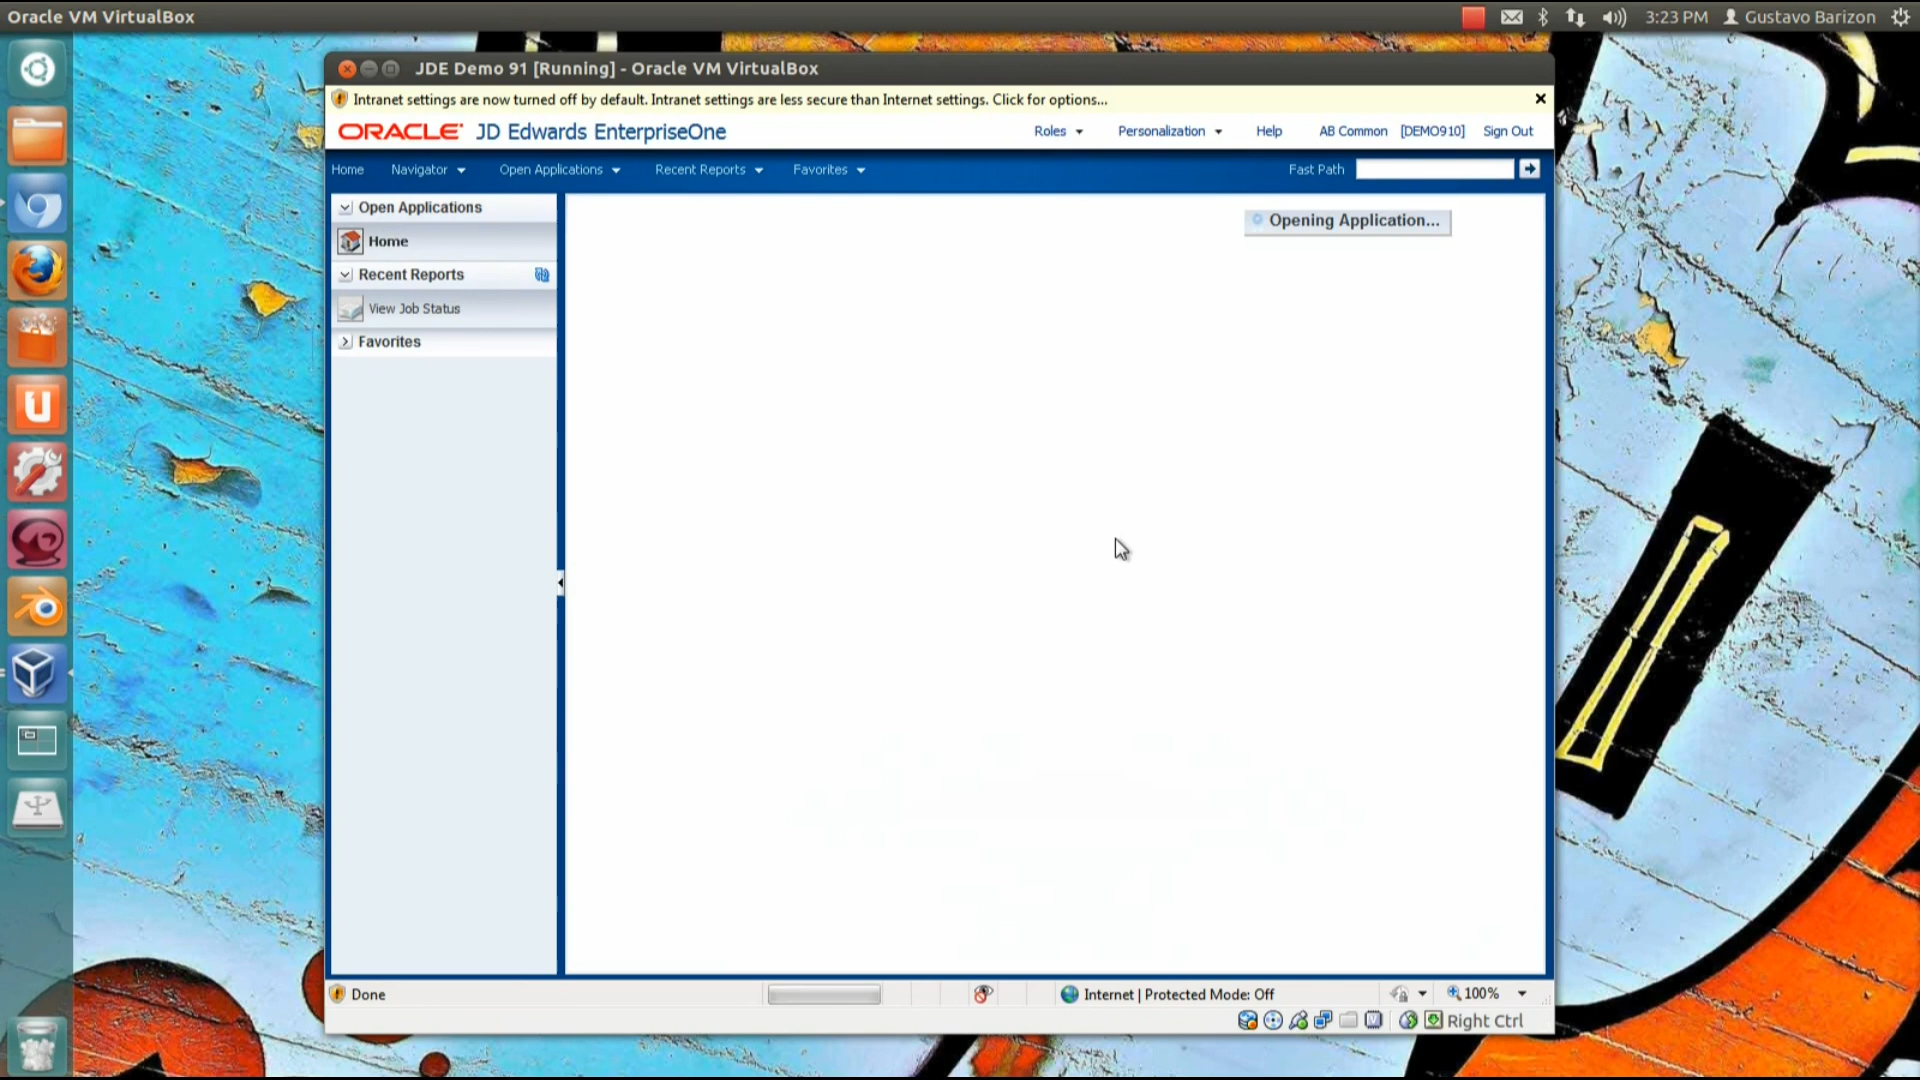 Oracle VM VirtualBox
3:23 PM Gustavo Barizon
JDE Demo 91 [Running] - Oracle VM VirtualBox
Intranet settings are now turned off by default. Intranet settings are less secure than Internet settings. Click for options...
ORACLE JD Edwards EnterpriseOne
Roles Personalization Help AB Common [DEMO910] Sign Out
Home Navigator Open Applications Recent Reports Favorites Fast Path
Open Applications
Opening Application...
Home
Recent Reports
View Job Status
Favorites
Done
Internet | Protected Mode: Off
100%
Right Ctrl